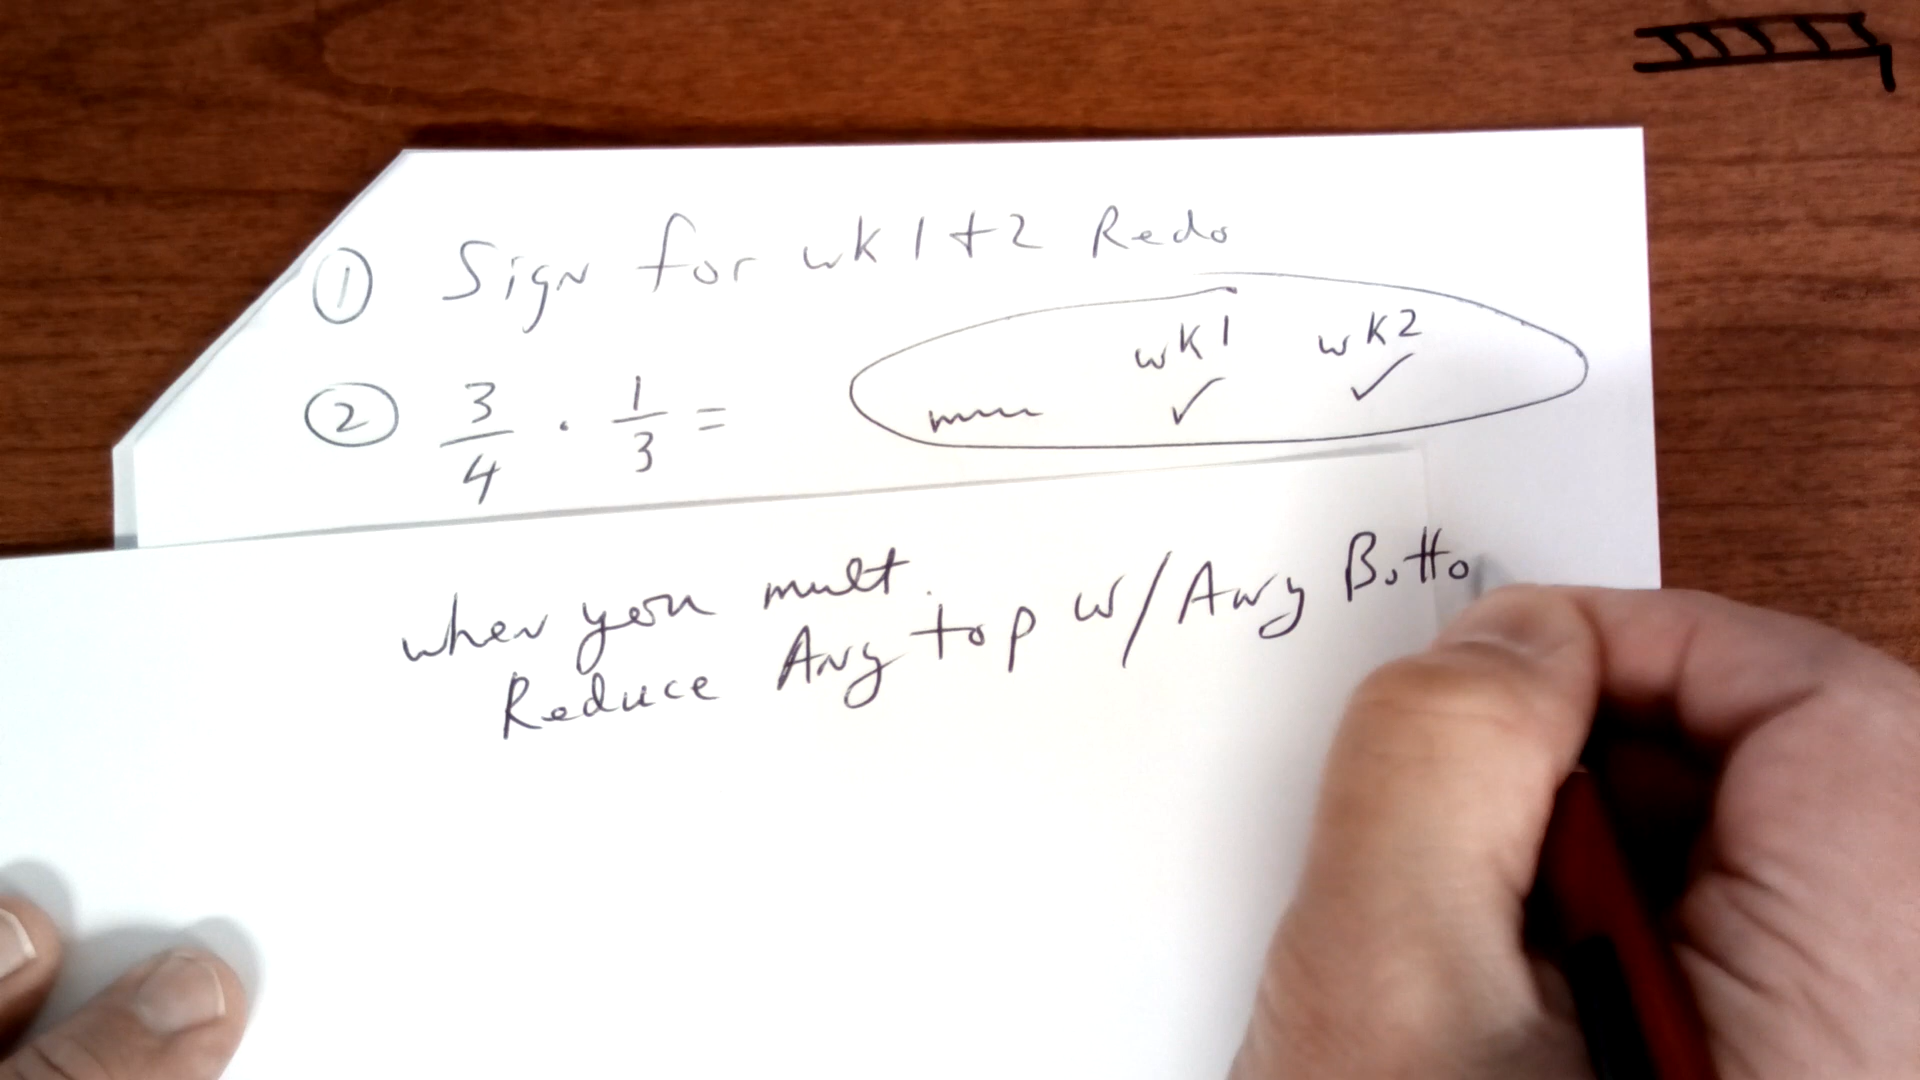 ① Sign for wk 1+2 Redo
wk1 wk2
✓ ✓
② 3/4 · 1/3 =
when you mult.
Reduce Any top w/ Any Botto